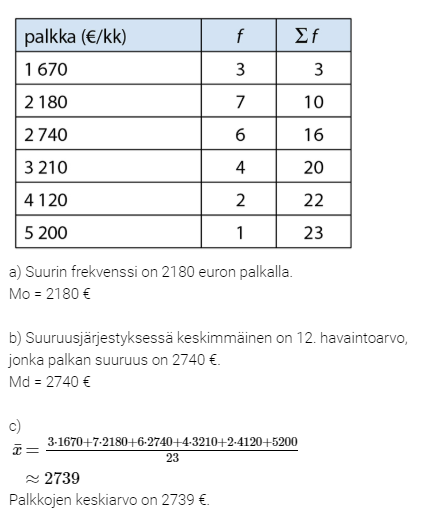 palkka (€/kk) f Σf
1 670 3 3
2 180 7 10
2 740 6 16
3 210 4 20
4 120 2 22
5 200 1 23
a) Suurin frekvenssi on 2180 euron palkalla.
Mo = 2180 €
b) Suuruusjärjestyksessä keskimmäinen on 12. havaintoarvo,
jonka palkan suuruus on 2740 €.
Md = 2740 €
c)
x̄ = (3·1670+7·2180+6·2740+4·3210+2·4120+5200)/23
≈ 2739
Palkkojen keskiarvo on 2739 €.